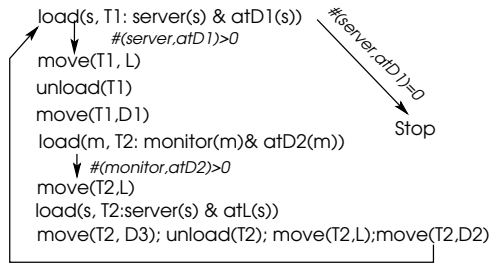 load(s, T1: server(s) & atD1(s))
#(server,atD1)>0
#(server,atD1)=0
move(T1, L)
unload(T1)
move(T1,D1)
Stop
load(m, T2: monitor(m)& atD2(m))
#(monitor,atD2)>0
move(T2,L)
load(s, T2:server(s) & atL(s))
move(T2, D3); unload(T2); move(T2,L);move(T2,D2)